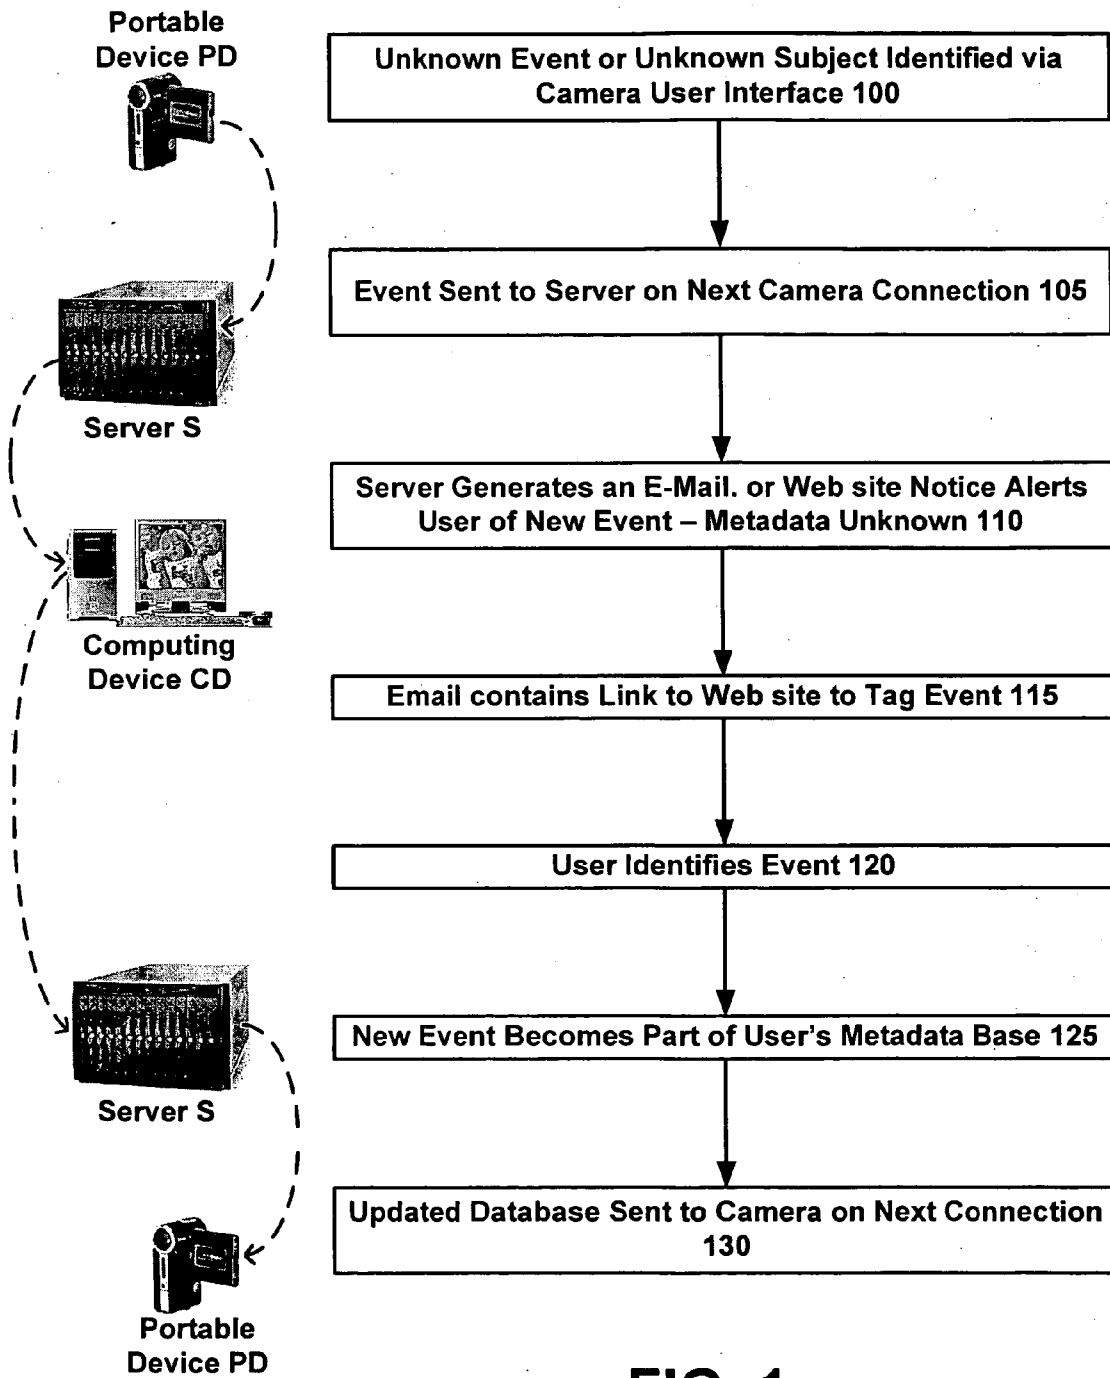 Portable
Device PD
Unknown Event or Unknown Subject Identified via
Camera User Interface 100
Event Sent to Server on Next Camera Connection 105
Server S
Server Generates an E-Mail. or Web site Notice Alerts
User of New Event – Metadata Unknown 110
Computing
Device CD
Email contains Link to Web site to Tag Event 115
User Identifies Event 120
New Event Becomes Part of User's Metadata Base 125
Server S
Updated Database Sent to Camera on Next Connection
130
Portable
Device PD
FIG. 1